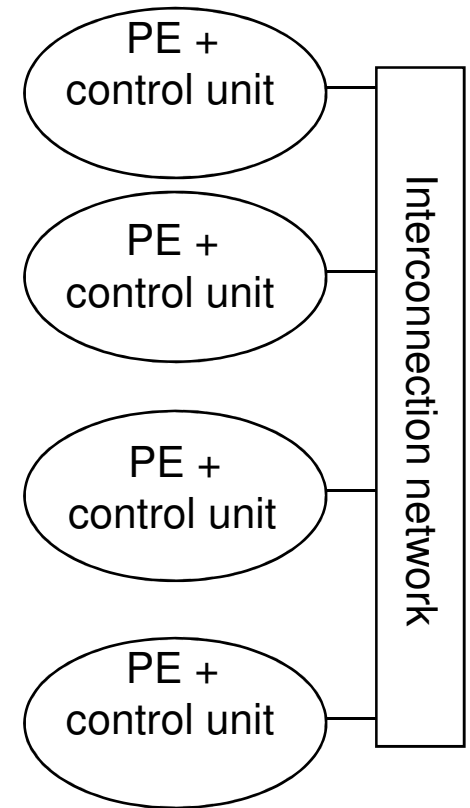 PE +
control unit
PE +
control unit
PE +
control unit
PE +
control unit
Interconnection network